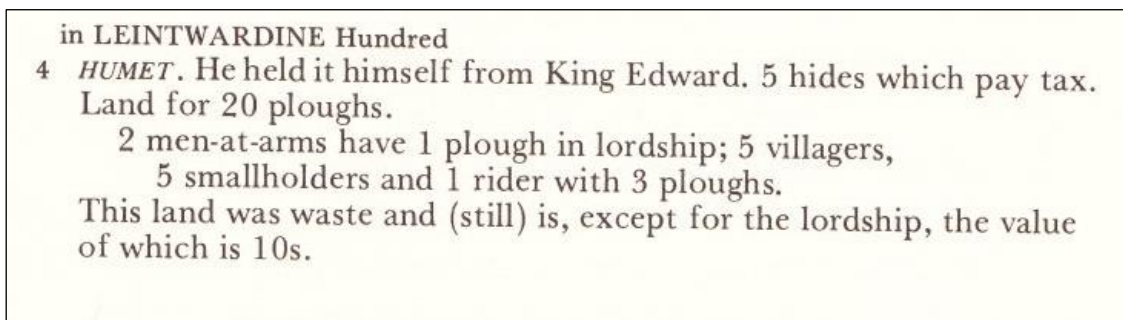 in LEINTWARDINE Hundred
4 HUMET. He held it himself from King Edward. 5 hides which pay tax.
Land for 20 ploughs.
2 men-at-arms have 1 plough in lordship; 5 villagers,
5 smallholders and 1 rider with 3 ploughs.
This land was waste and (still) is, except for the lordship, the value
of which is 10s.